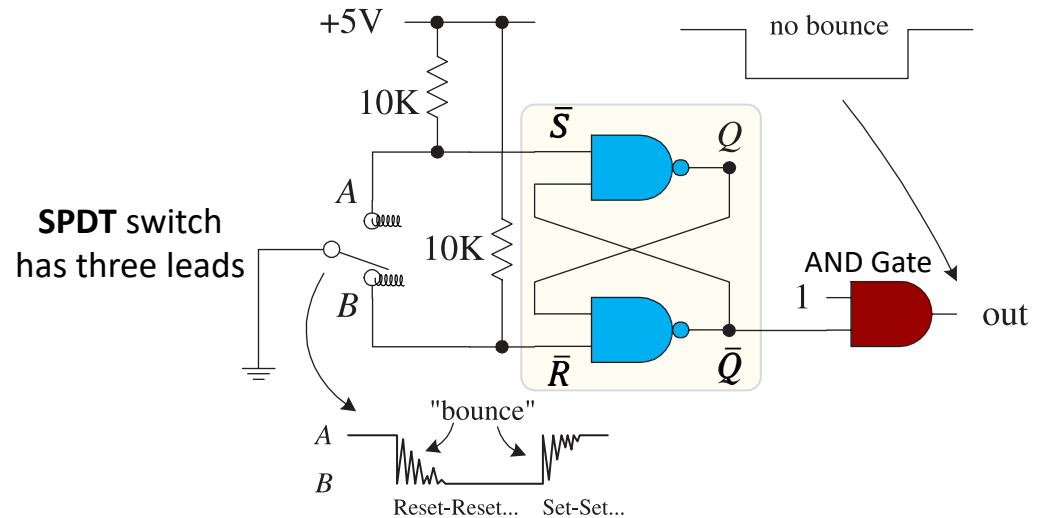 +5V
no bounce
10K
S̅
Q
A
SPDT switch
has three leads
10K
AND Gate
1
out
B
R̅
Q̅
"bounce"
A
B
Reset-Reset... Set-Set...